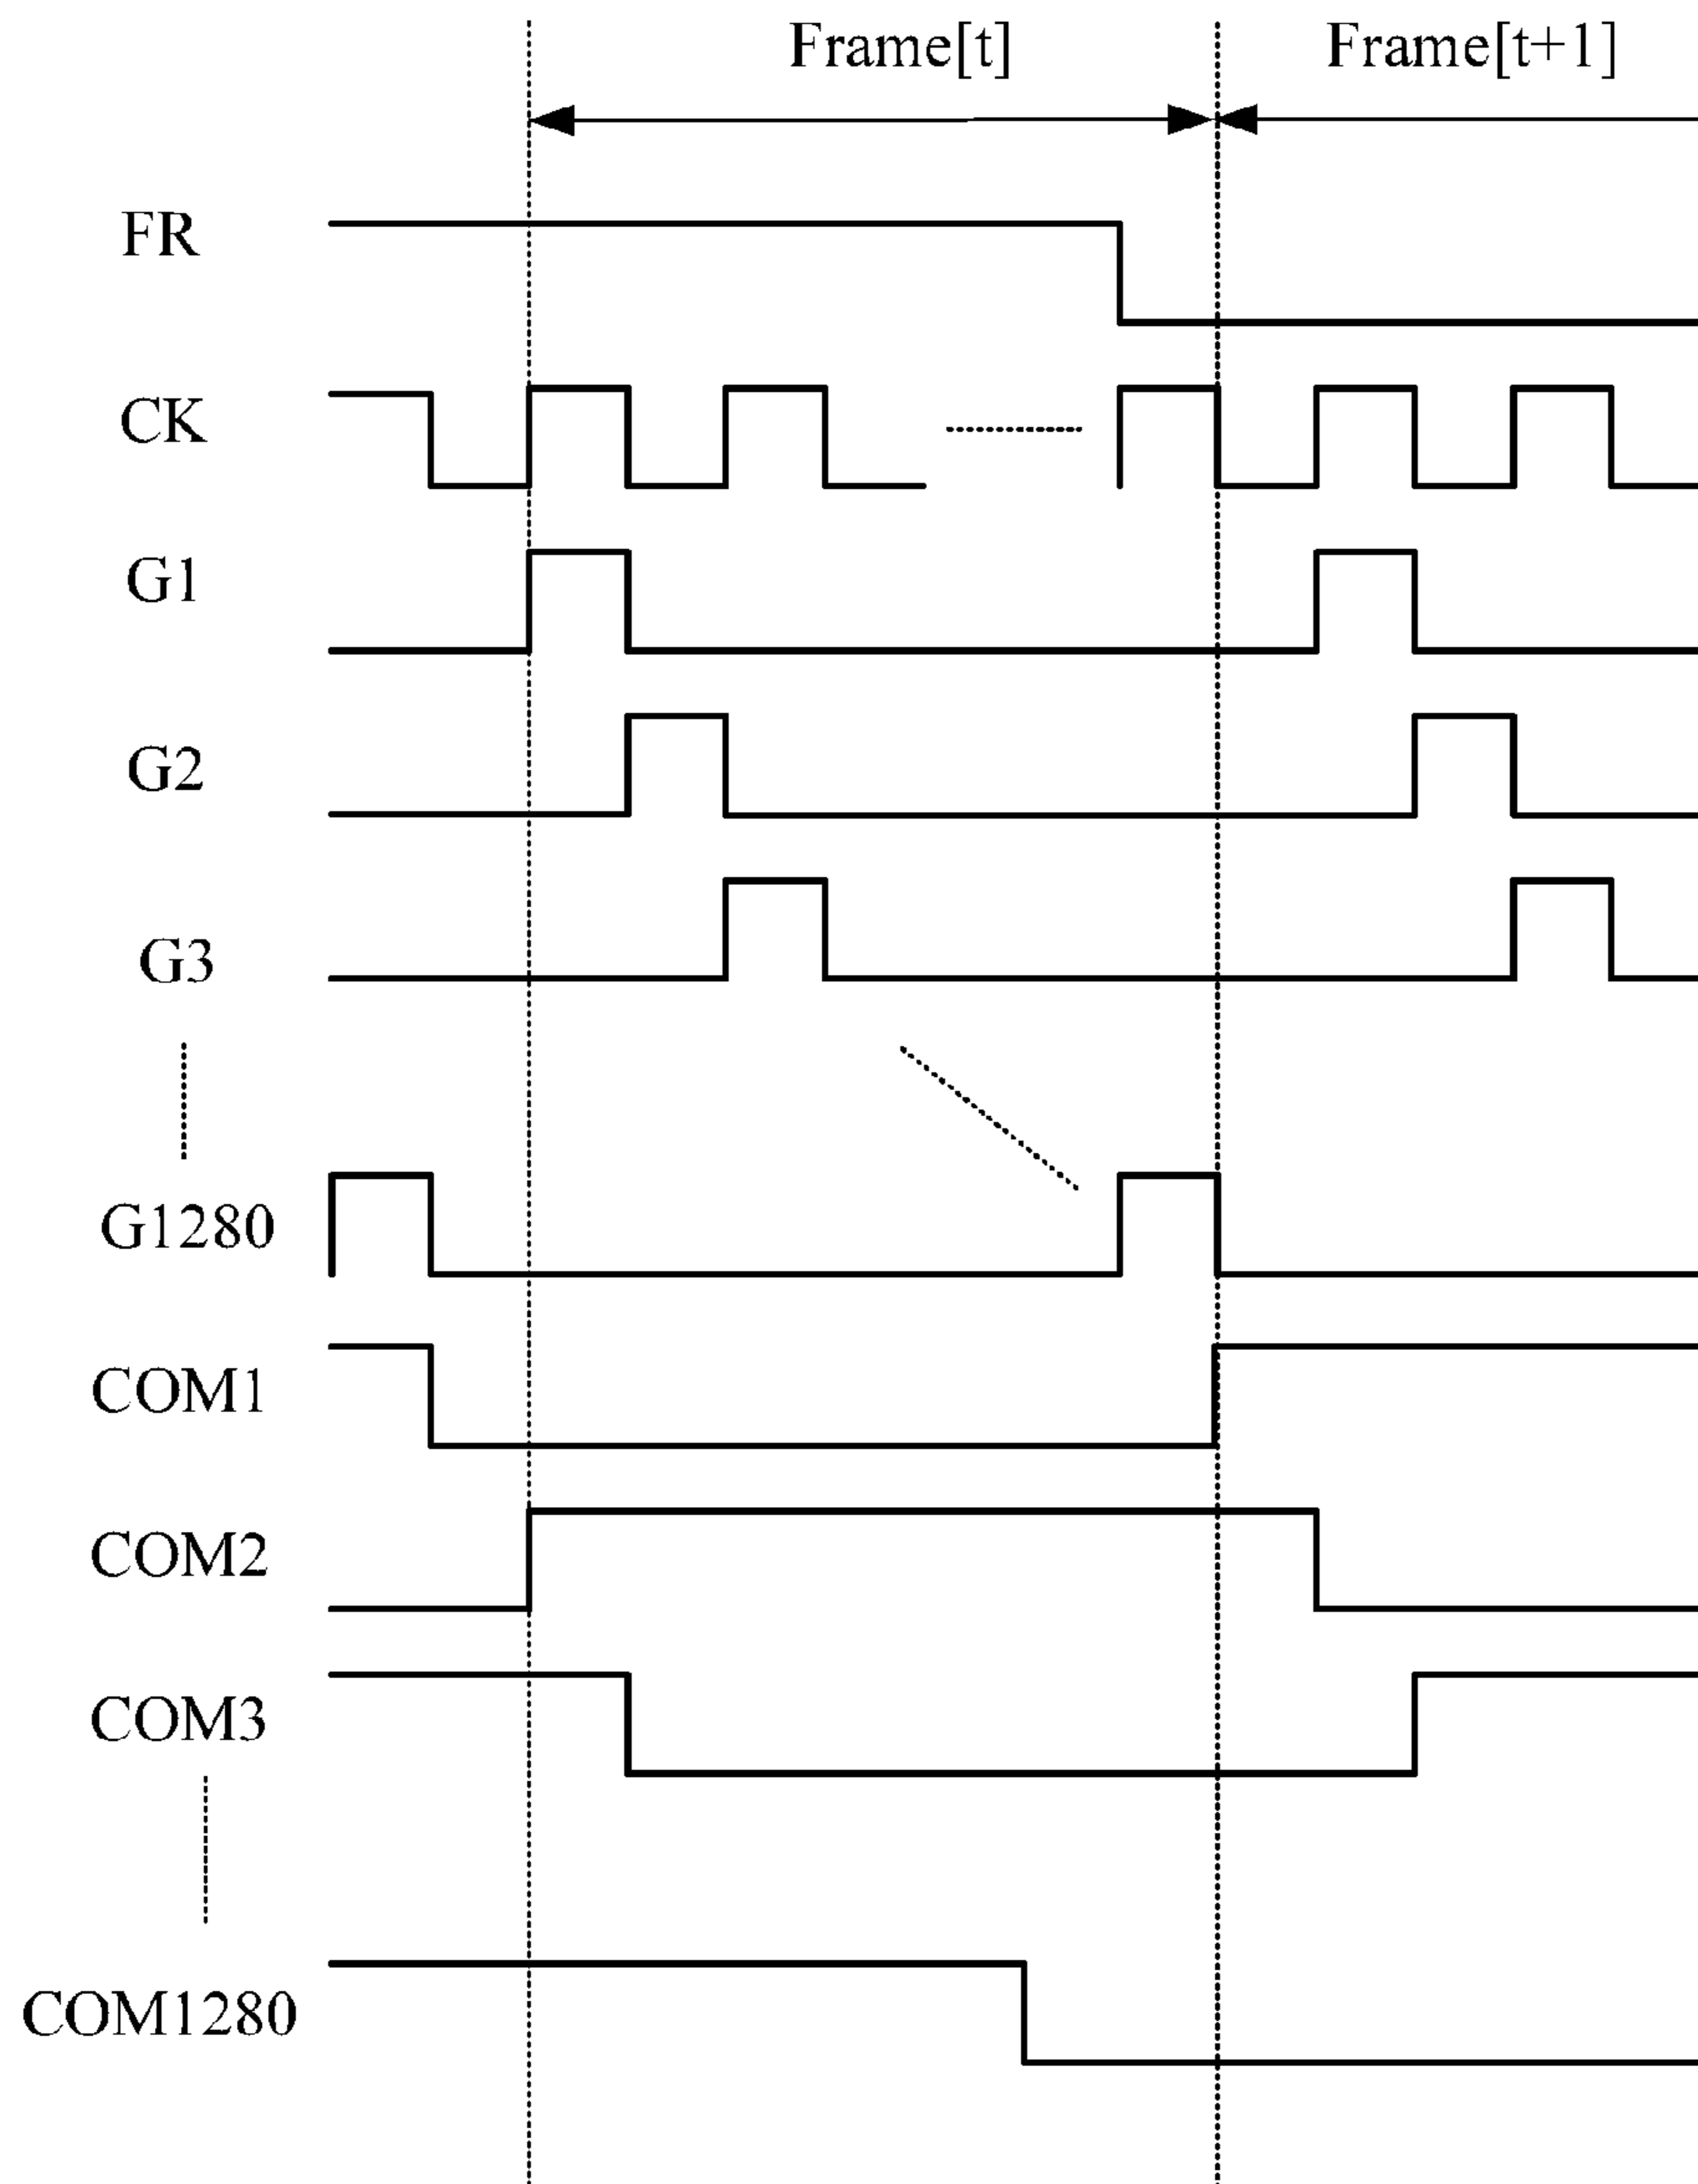 Frame[t] Frame[t+1]
FR
CK
G1
G2
G3
G1280
COM1
COM2
COM3
COM1280